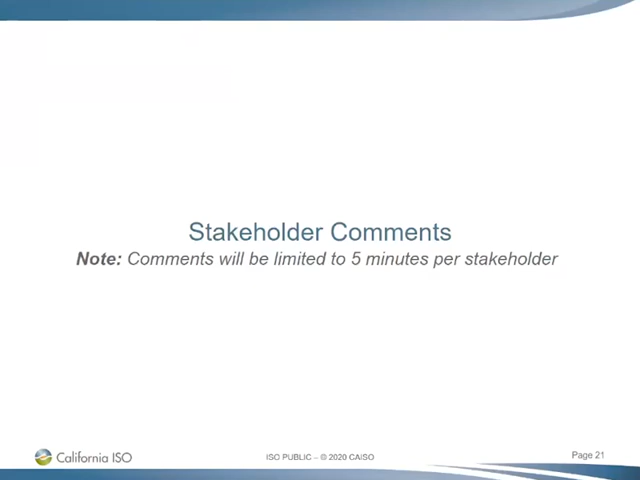 Stakeholder Comments
Note: Comments will be limited to 5 minutes per stakeholder
California ISO
ISO PUBLIC – © 2020 CAISO
Page 21